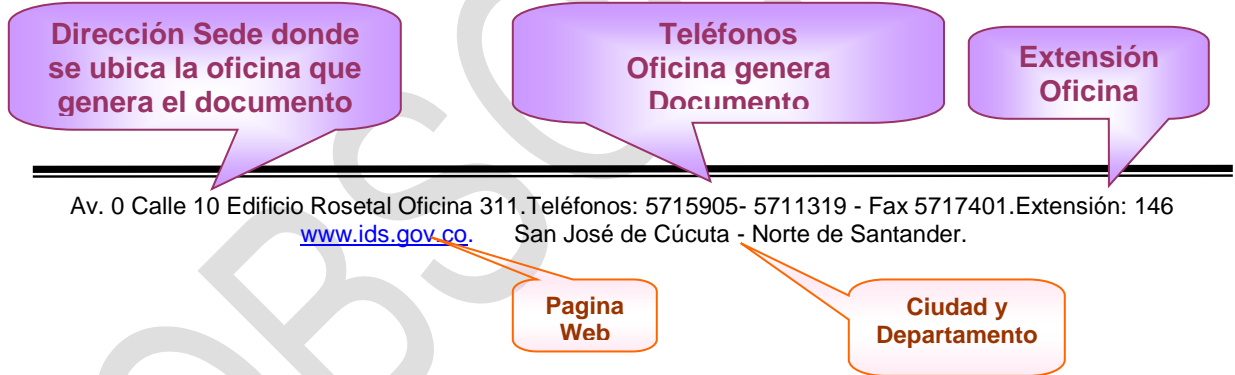 Dirección Sede donde
se ubica la oficina que
genera el documento
Teléfonos
Oficina genera
Documento
Extensión
Oficina
Av. 0 Calle 10 Edificio Rosetal Oficina 311.Teléfonos: 5715905- 5711319 - Fax 5717401.Extensión: 146
www.ids.gov.co. San José de Cúcuta - Norte de Santander.
Pagina
Web
Ciudad y
Departamento